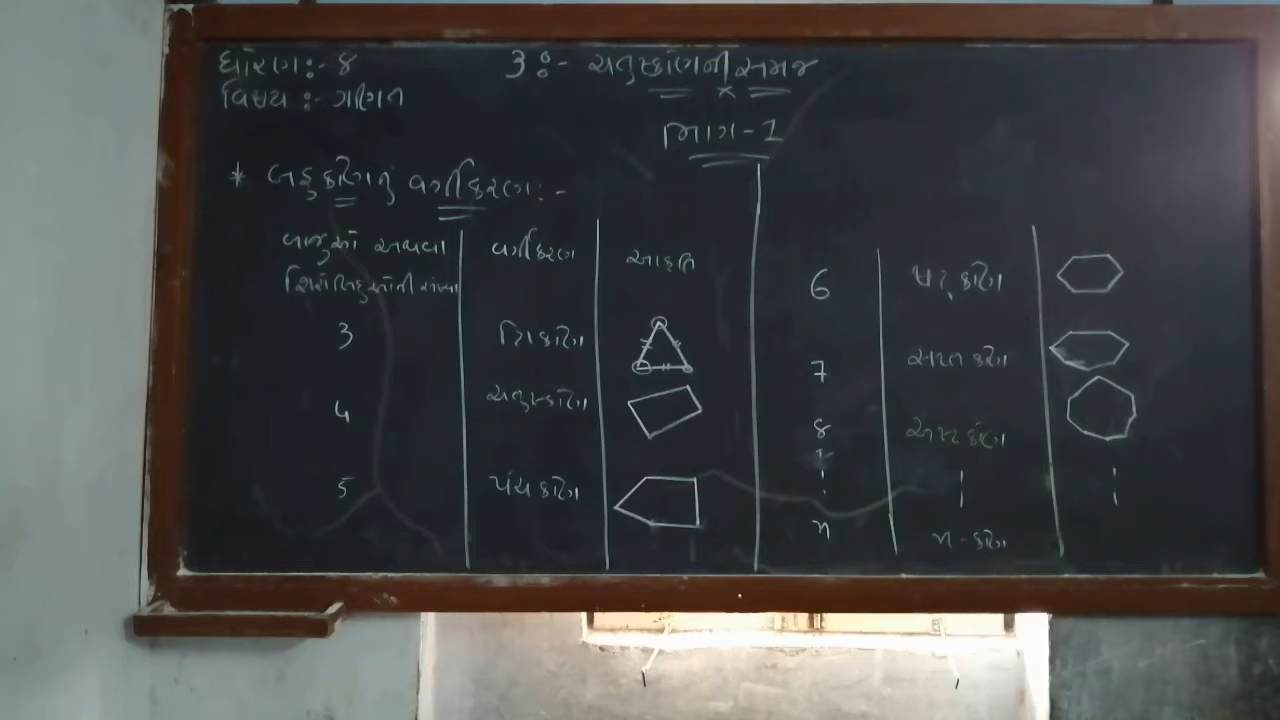 ધોરણ :- ૪
3 :- ચતુષ્કોણની સમજ
વિષય :- ગણિત
ભાગ - 1
* બહુકોણનું વર્ગીકરણ :-
બાજુઓ અથવા
શિરોબિંદુઓની સંખ્યા
વર્ગીકરણ
આકૃતિ
3 ત્રિકોણ
4 ચતુષ્કોણ
5 પંચકોણ
6 ષટ્કોણ
7 સપ્તકોણ
8 અષ્ટકોણ
n n - કોણ